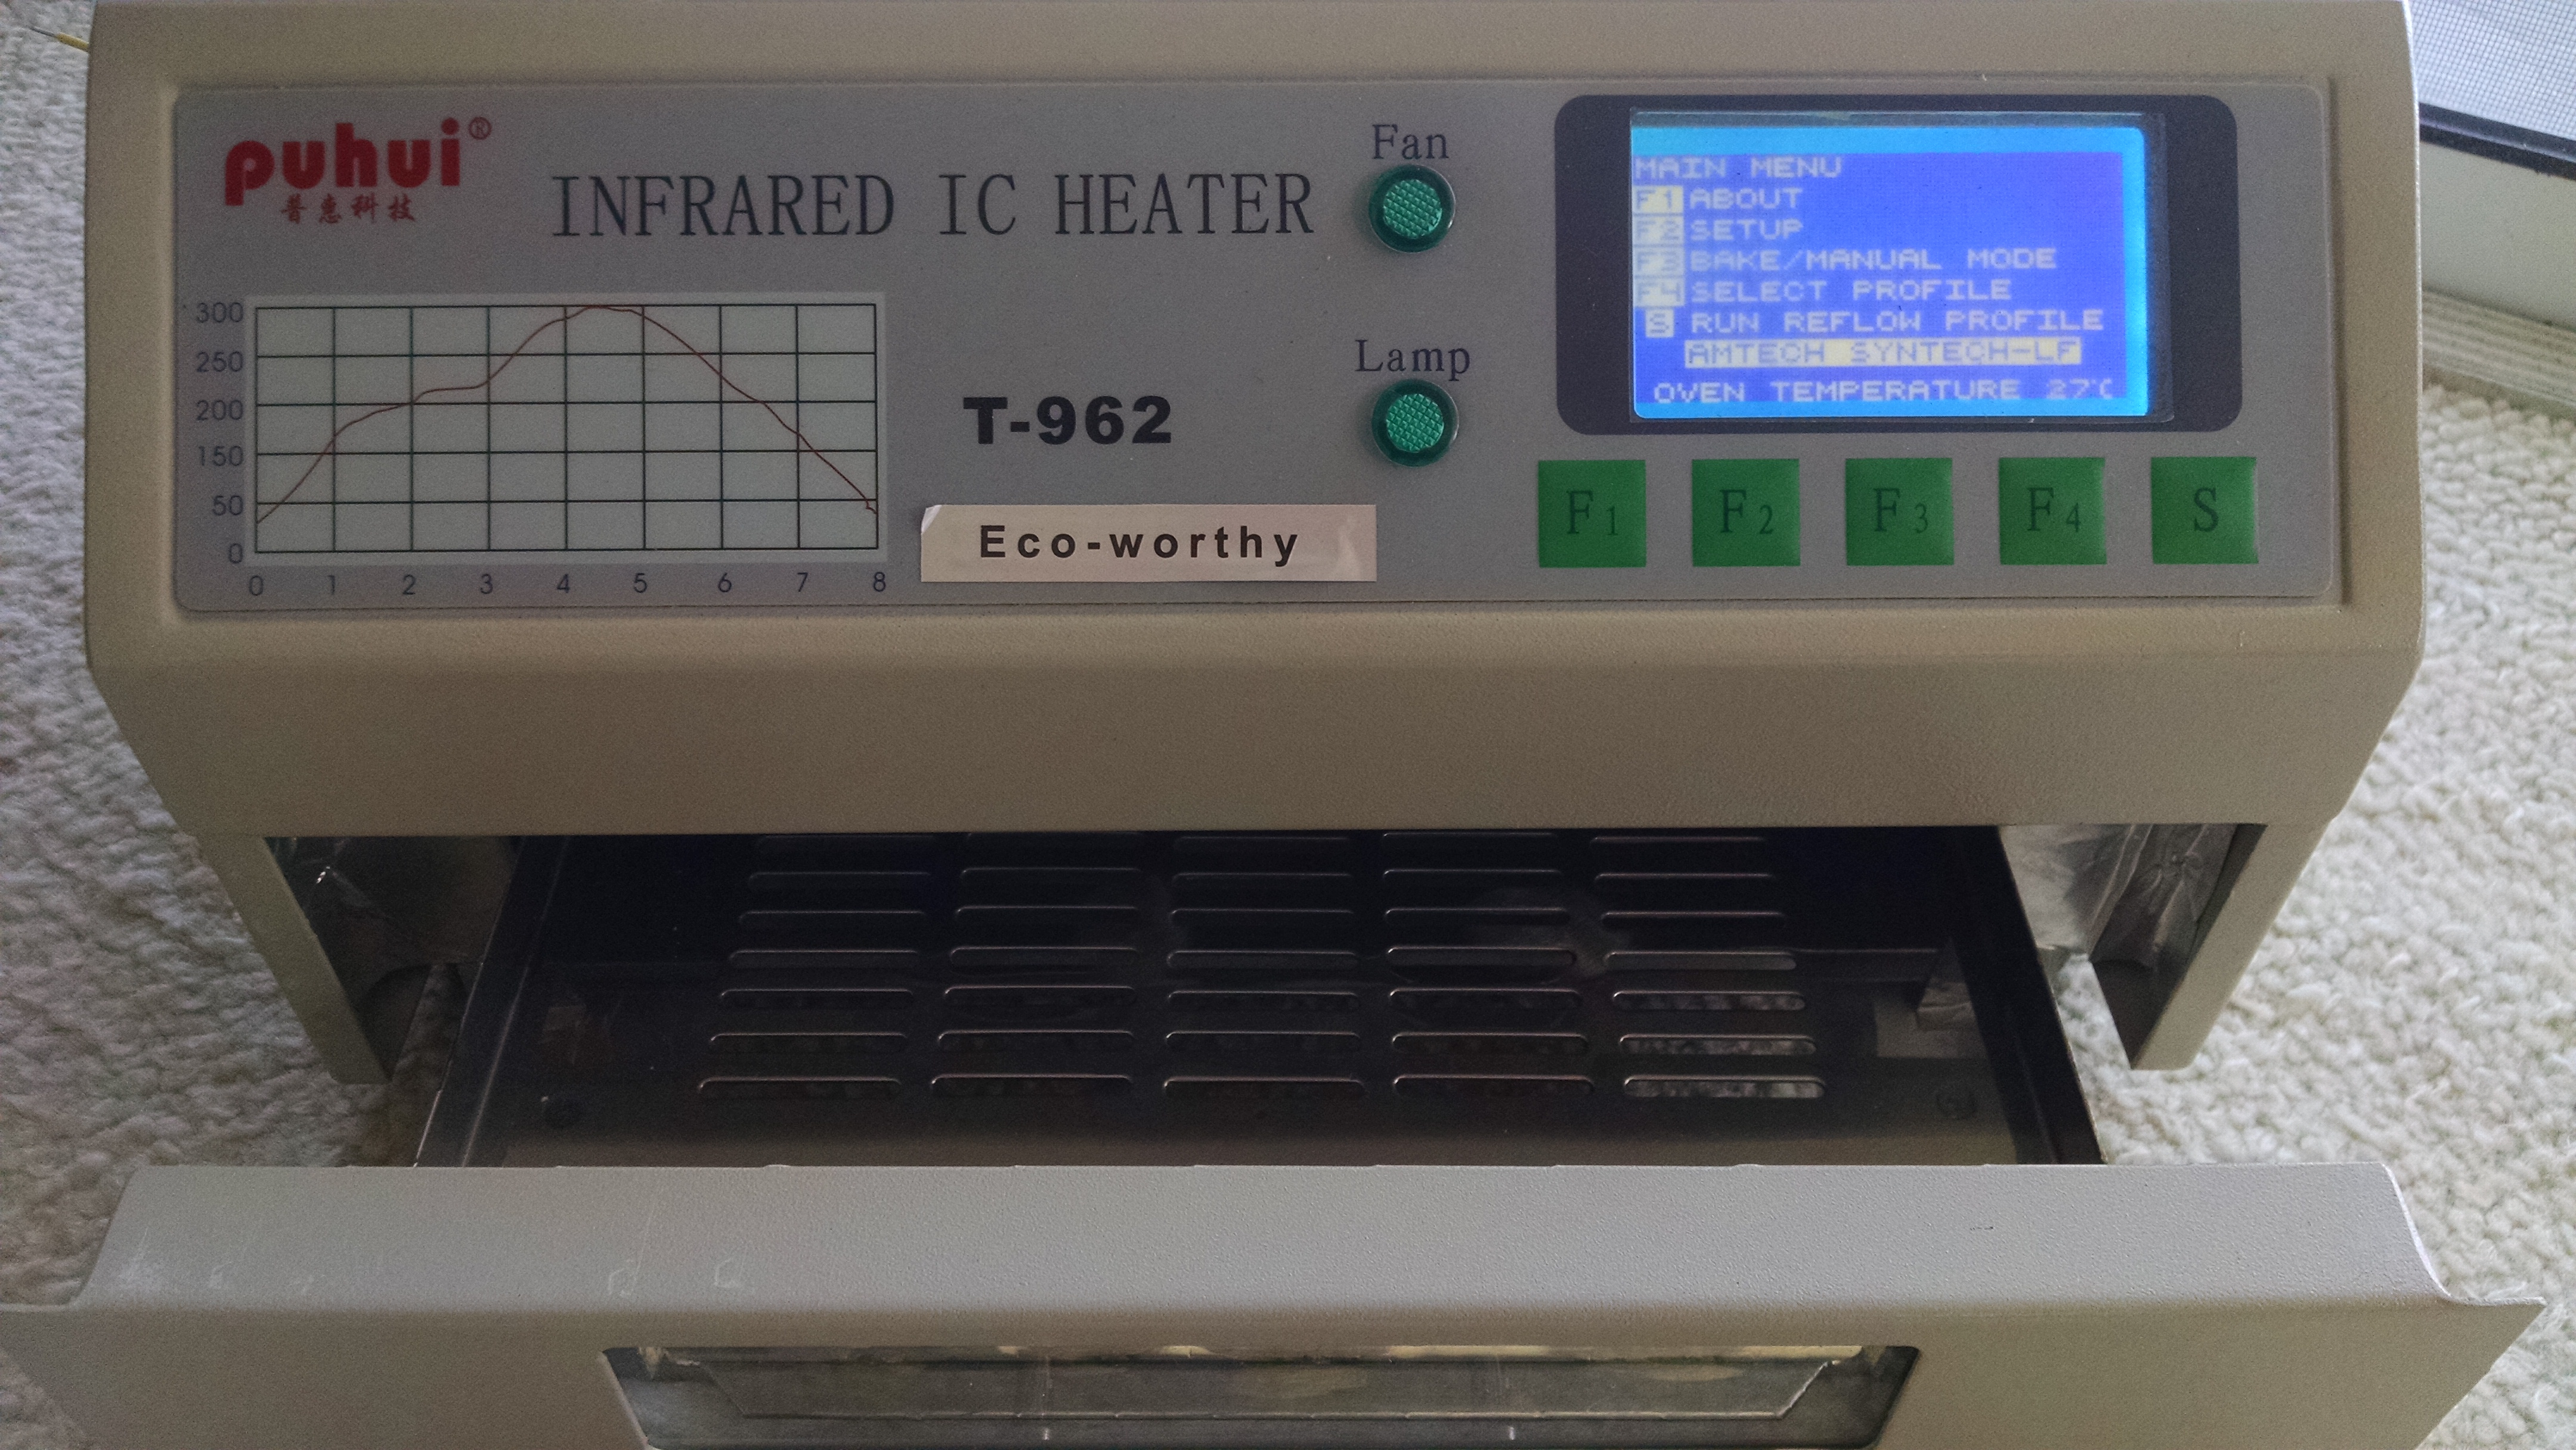 puhui®
普惠科技
INFRARED IC HEATER
Fan
Lamp
T-962
Eco-worthy
300
250
200
150
50
0
0 1 2 3 4 5 6 7 8
MAIN MENU
F1 ABOUT
F2 SETUP
F3 BAKE/MANUAL MODE
F4 SELECT PROFILE
S RUN REFLOW PROFILE
AMTECH SYNTECH-LF
OVEN TEMPERATURE 27℃
F1 F2 F3 F4 S